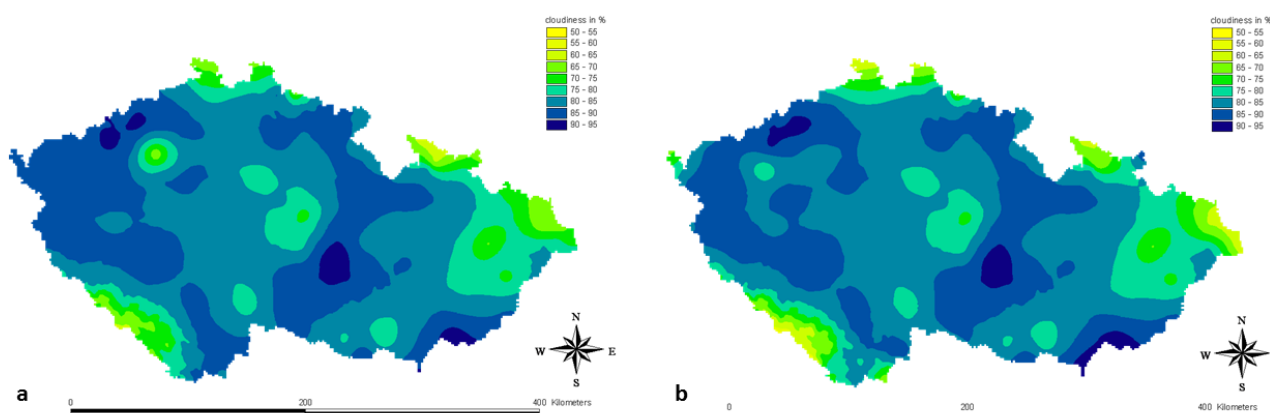 cloudiness in %
50 - 55
55 - 60
60 - 65
65 - 70
70 - 75
75 - 80
80 - 85
85 - 90
90 - 95
N
W E
S
a
0 200 400 Kilometers
cloudiness in %
50 - 55
55 - 60
60 - 65
65 - 70
70 - 75
75 - 80
80 - 85
85 - 90
90 - 95
N
W
S
b
0 200 400 Kilometers